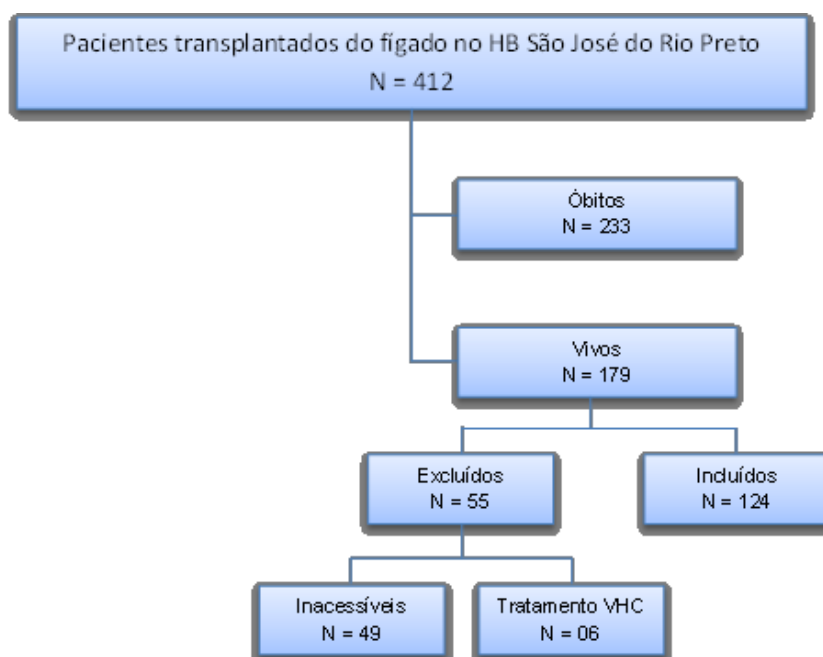 Pacientes transplantados do fígado no HB São José do Rio Preto
N = 412
Óbitos
N = 233
Vivos
N = 179
Excluídos
N = 55
Incluídos
N = 124
Inacessíveis
N = 49
Tratamento VHC
N = 06